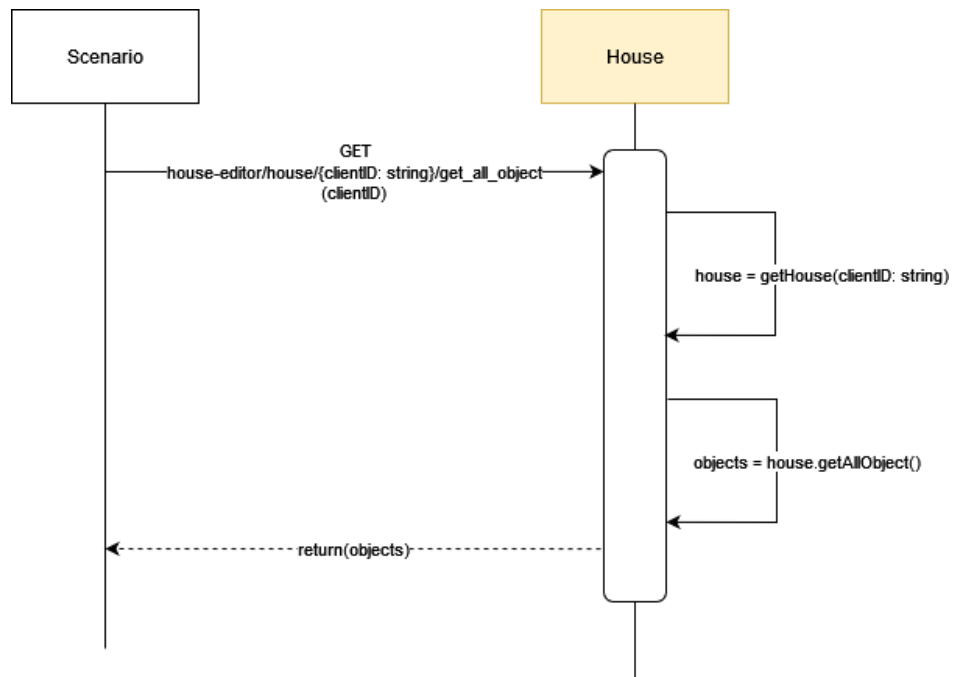 Scenario
House
GET
house-editor/house/{clientID: string}/get_all_object
(clientID)
house = getHouse(clientID: string)
objects = house.getAllObject()
return(objects)